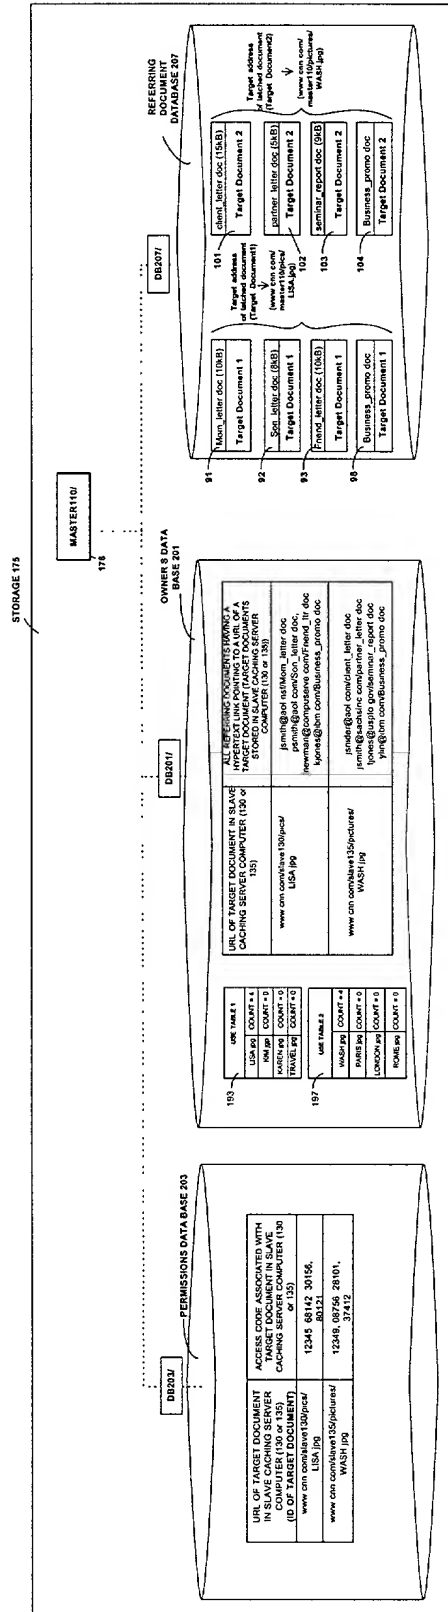 STORAGE 175
MASTER110/
176
DB203/
PERMISSIONS DATA BASE 203
URL OF TARGET DOCUMENT
IN SLAVE CACHING SERVER
COMPUTER (130 or 135)
(ID OF TARGET DOCUMENT)
ACCESS CODE ASSOCIATED WITH
TARGET DOCUMENT IN SLAVE
CACHING SERVER COMPUTER (130
or 135)
www cnn com/slave130/pics/
LISA jpg
12345 68142 30156,
80121
www cnn com/slave135/pictures/
WASH jpg
12349, 08756 28101,
37412
DB201/
OWNER S DATA
BASE 201
193
USE TABLE 1
LISA jpg COUNT = 4
KIM jpg COUNT = 0
KAREN jpg COUNT = 0
TRAVEL jpg COUNT = 0
197
USE TABLE 2
WASH jpg COUNT = 4
PARIS jpg COUNT = 0
LONDON jpg COUNT = 0
ROME jpg COUNT = 0
URL OF TARGET DOCUMENT IN SLAVE
CACHING SERVER COMPUTER (130 or
135)
ALL REFERRING DOCUMENTS HAVING A
HYPERTEXT LINK POINTING TO A URL OF A
TARGET DOCUMENT (TARGET DOCUMENTS
STORED IN SLAVE CACHING SERVER
COMPUTER (130 or 135))
www cnn com/slave130/pics/
LISA jpg
jsmith@aol nsf/Mom_letter doc
psmith@aol com/Son_letter doc,
newman@compuserve com/Friend_ltr doc
kjones@ibm com/Business_promo doc
www cnn com/slave135/pictures/
WASH jpg
jsnider@aol com/client_letter doc
jsmith@sachsinc com/partner_letter doc
tjones@uspto gov/seminar_report doc
ylin@ibm com/Business_promo doc
DB207/
REFERRING
DOCUMENT
DATABASE 207
91
Mom_letter doc (10kB)
Target Document 1
92
Son_letter doc (8kB)
Target Document 1
93
Friend_letter doc (10kB)
Target Document 1
98
Business_promo doc
Target Document 1
Target address
of latched document
(Target Document1)
(www cnn com/
master110/pics/
LISA jpg)
101
client_letter doc (15kB)
Target Document 2
102
partner_letter doc (5kB)
Target Document 2
103
seminar_report doc (9kB)
Target Document 2
104
Business_promo doc
Target Document 2
Target address
of latched document
(Target Document2)
(www cnn com/
master110/pictures/
WASH jpg)